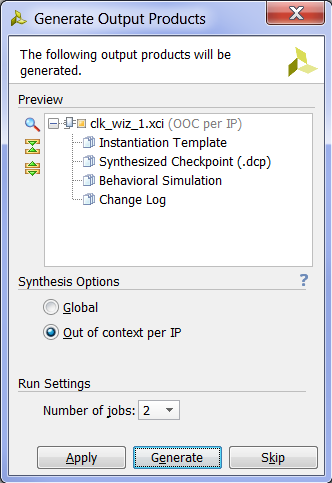 Generate Output Products
The following output products will be
generated.
Preview
clk_wiz_1.xci (OOC per IP)
Instantiation Template
Synthesized Checkpoint (.dcp)
Behavioral Simulation
Change Log
Synthesis Options
?
Global
Out of context per IP
Run Settings
Number of jobs: 2
Apply Generate Skip